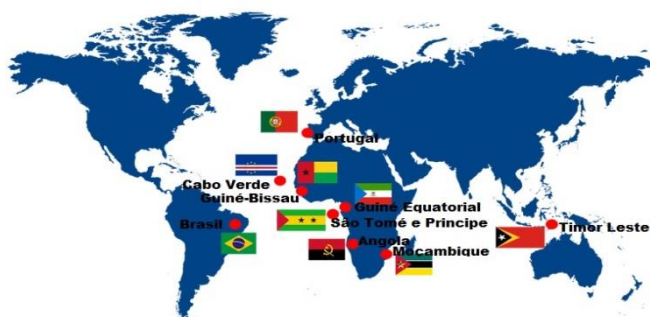 Portugal
Cabo Verde
Guiné-Bissau
Guiné Equatorial
São Tomé e Principe
Brasil
Timor Leste
Angola
Moçambique